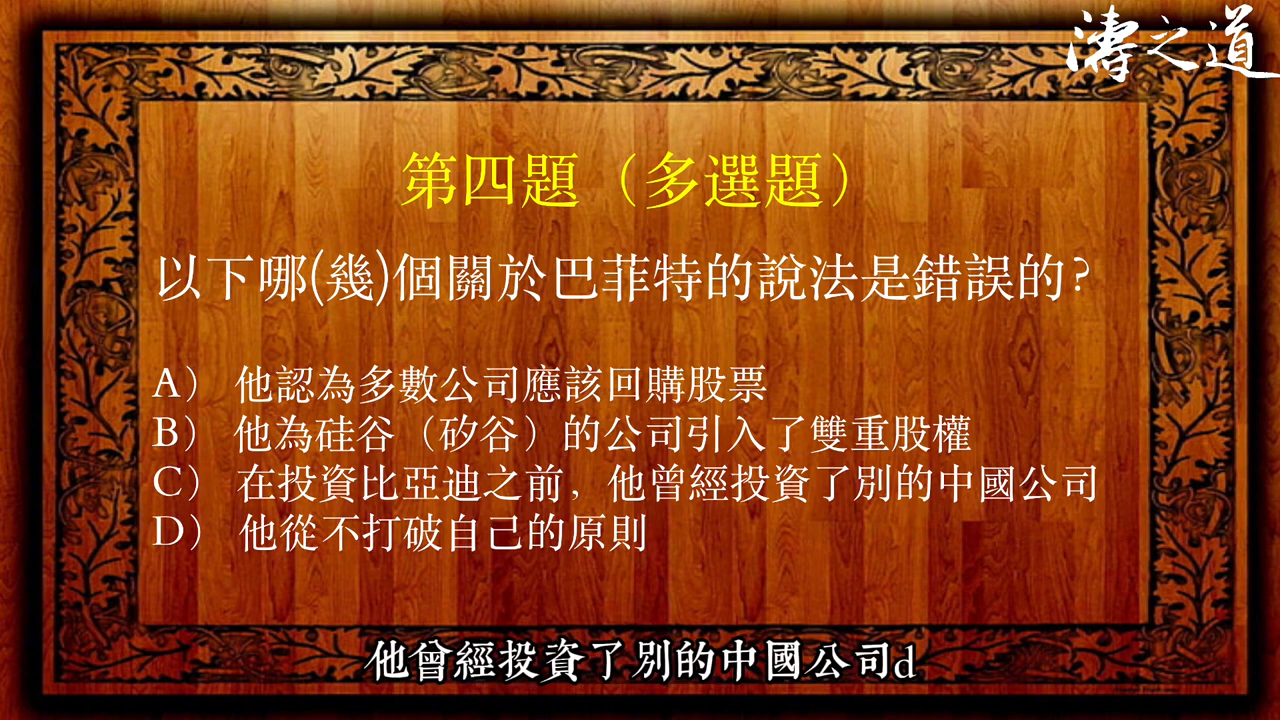 濤之道
第四題（多選題）
以下哪(幾)個關於巴菲特的說法是錯誤的？
A） 他認為多數公司應該回購股票
B） 他為硅谷（矽谷）的公司引入了雙重股權
C） 在投資比亞迪之前，他曾經投資了別的中國公司
D） 他從不打破自己的原則
他曾經投資了別的中國公司d